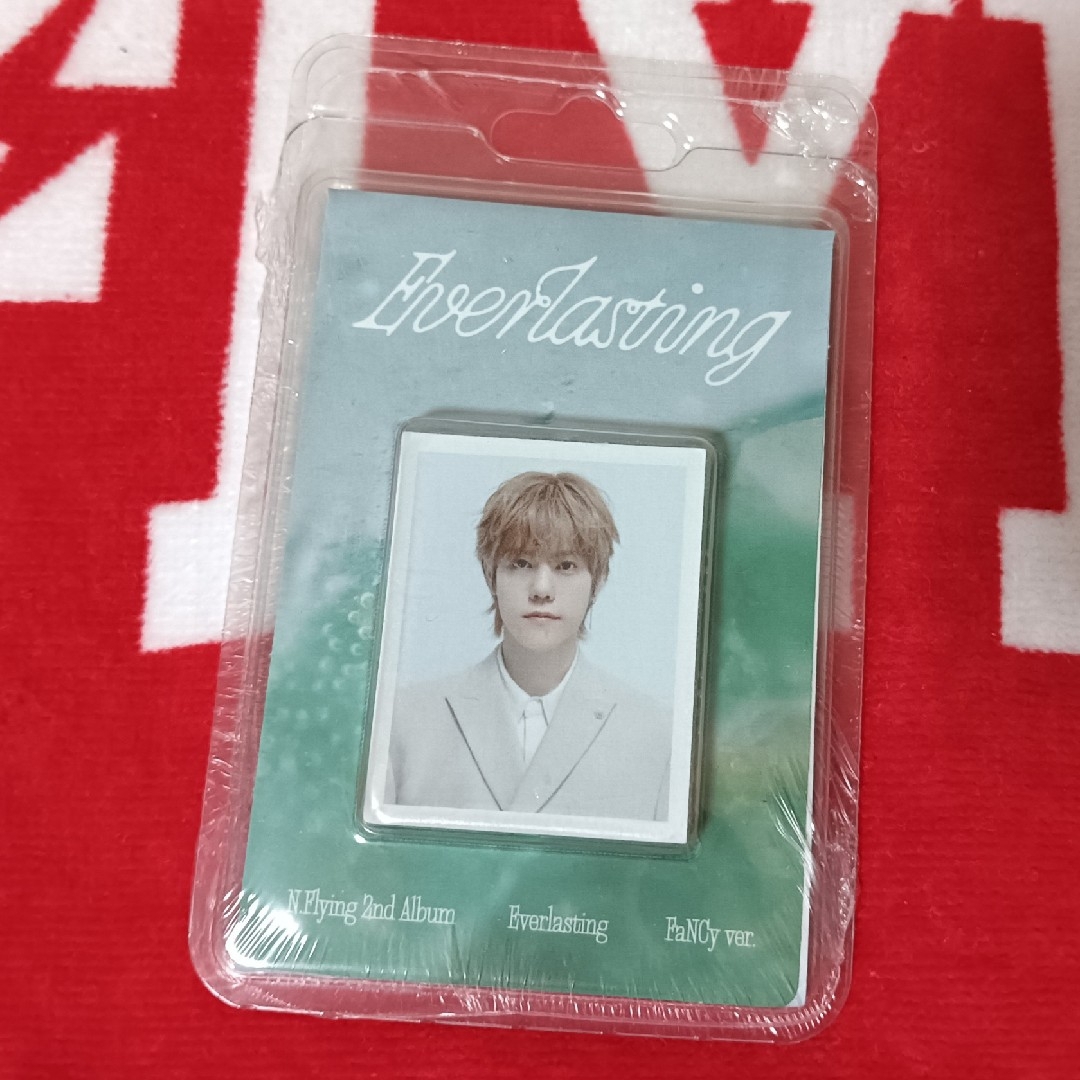 Everlasting
N.Flying 2nd Album Everlasting FaNCy ver.